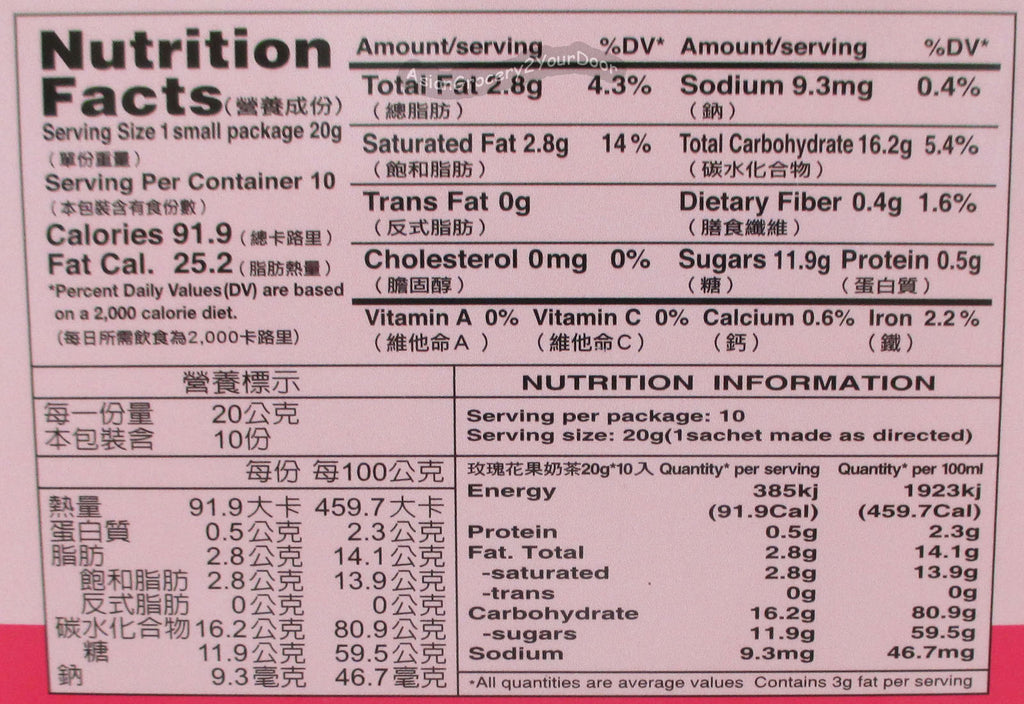 Nutrition
Facts(營養成份)
Serving Size 1 small package 20g
(單份重量)
Serving Per Container 10
(本包裝含有食份數)
Calories 91.9 (總卡路里)
Fat Cal. 25.2 (脂肪熱量)
*Percent Daily Values(DV) are based
on a 2,000 calorie diet.
(每日所需飲食為2,000卡路里)
Amount/serving %DV* Amount/serving %DV*
AsianGrocery2YourDoor
Total Fat 2.8g 4.3% Sodium 9.3mg 0.4%
(總脂肪) (鈉)
Saturated Fat 2.8g 14% Total Carbohydrate 16.2g 5.4%
(飽和脂肪) (碳水化合物)
Trans Fat 0g Dietary Fiber 0.4g 1.6%
(反式脂肪) (膳食纖維)
Cholesterol 0mg 0% Sugars 11.9g Protein 0.5g
(膽固醇) (糖) (蛋白質)
Vitamin A 0% Vitamin C 0% Calcium 0.6% Iron 2.2%
(維他命A) (維他命C) (鈣) (鐵)
營養標示
每一份量 20公克
本包裝含 10份
每份 每100公克
熱量 91.9大卡 459.7大卡
蛋白質 0.5公克 2.3公克
脂肪 2.8公克 14.1公克
飽和脂肪 2.8公克 13.9公克
反式脂肪 0公克 0公克
碳水化合物 16.2公克 80.9公克
糖 11.9公克 59.5公克
鈉 9.3毫克 46.7毫克
NUTRITION INFORMATION
Serving per package: 10
Serving size: 20g(1sachet made as directed)
玫瑰花果奶茶20g*10入 Quantity* per serving Quantity* per 100ml
Energy 385kj 1923kj
(91.9Cal) (459.7Cal)
Protein 0.5g 2.3g
Fat. Total 2.8g 14.1g
-saturated 2.8g 13.9g
-trans 0g 0g
Carbohydrate 16.2g 80.9g
-sugars 11.9g 59.5g
Sodium 9.3mg 46.7mg
*All quantities are average values Contains 3g fat per serving